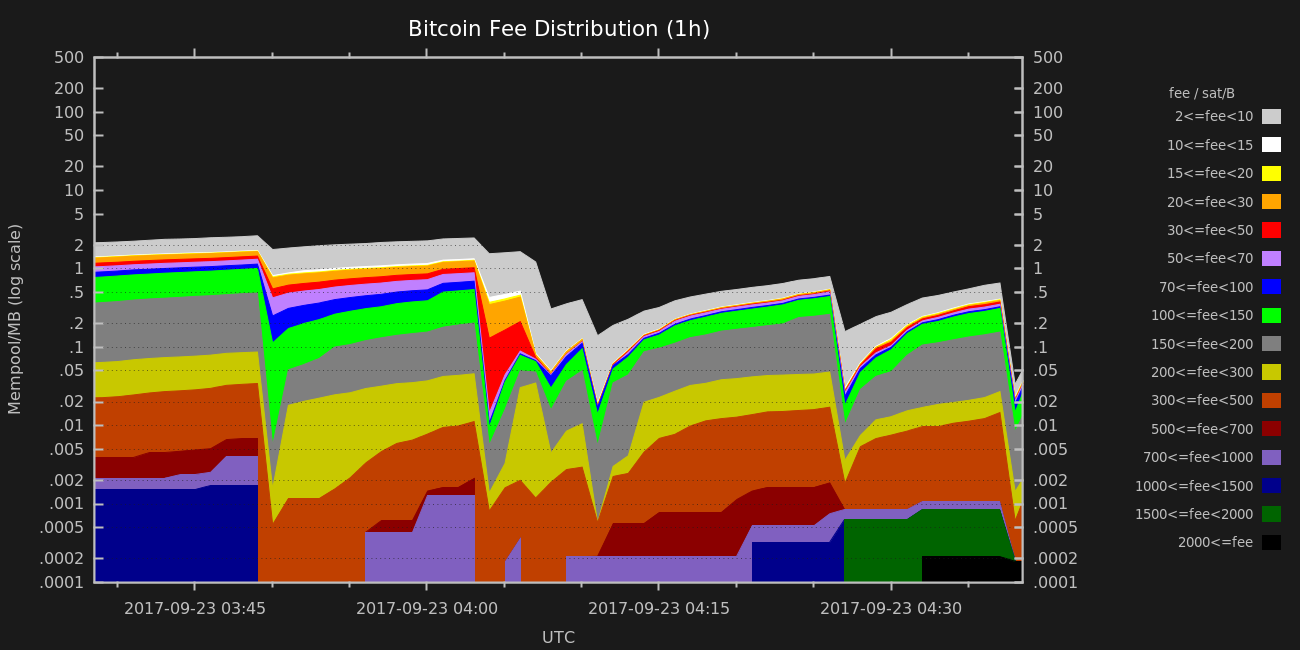 Bitcoin Fee Distribution (1h)
500 500
200 200
100 100
50 50
20 20
10 10
5 5
2 2
1 1
.5 .5
.2 .2
.1 .1
.05 .05
.02 .02
.01 .01
.005 .005
.002 .002
.001 .001
.0005 .0005
.0002 .0002
.0001 .0001
Mempool/MB (log scale)
2017-09-23 03:45 2017-09-23 04:00 2017-09-23 04:15 2017-09-23 04:30
UTC
fee / sat/B
2<=fee<10
10<=fee<15
15<=fee<20
20<=fee<30
30<=fee<50
50<=fee<70
70<=fee<100
100<=fee<150
150<=fee<200
200<=fee<300
300<=fee<500
500<=fee<700
700<=fee<1000
1000<=fee<1500
1500<=fee<2000
2000<=fee